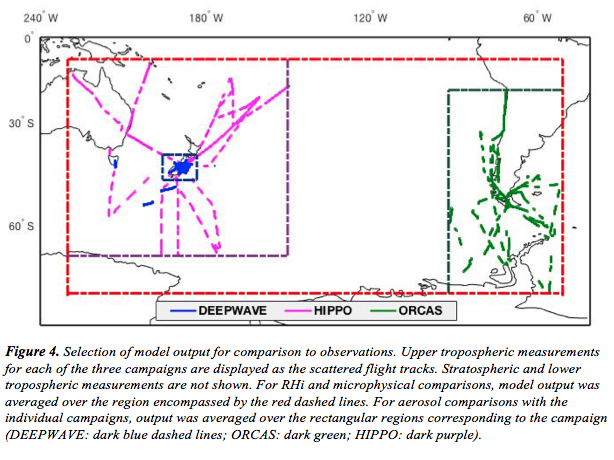 240° W 180° W 120° W 60° W
0°
30° S
60° S
DEEPWAVE HIPPO ORCAS
Figure 4. Selection of model output for comparison to observations. Upper tropospheric measurements
for each of the three campaigns are displayed as the scattered flight tracks. Stratospheric and lower
tropospheric measurements are not shown. For RHi and microphysical comparisons, model output was
averaged over the region encompassed by the red dashed lines. For aerosol comparisons with the
individual campaigns, output was averaged over the rectangular regions corresponding to the campaign
(DEEPWAVE: dark blue dashed lines; ORCAS: dark green; HIPPO: dark purple).